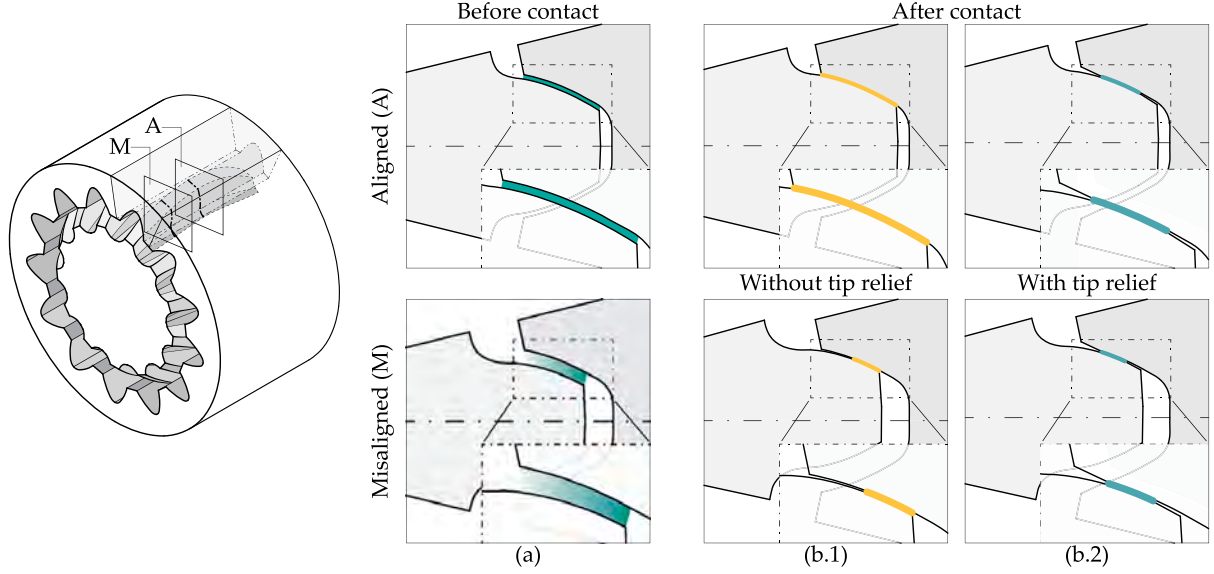 Before contact
After contact
A
M
Aligned (A)
Without tip relief
With tip relief
Misaligned (M)
(a)
(b.1)
(b.2)